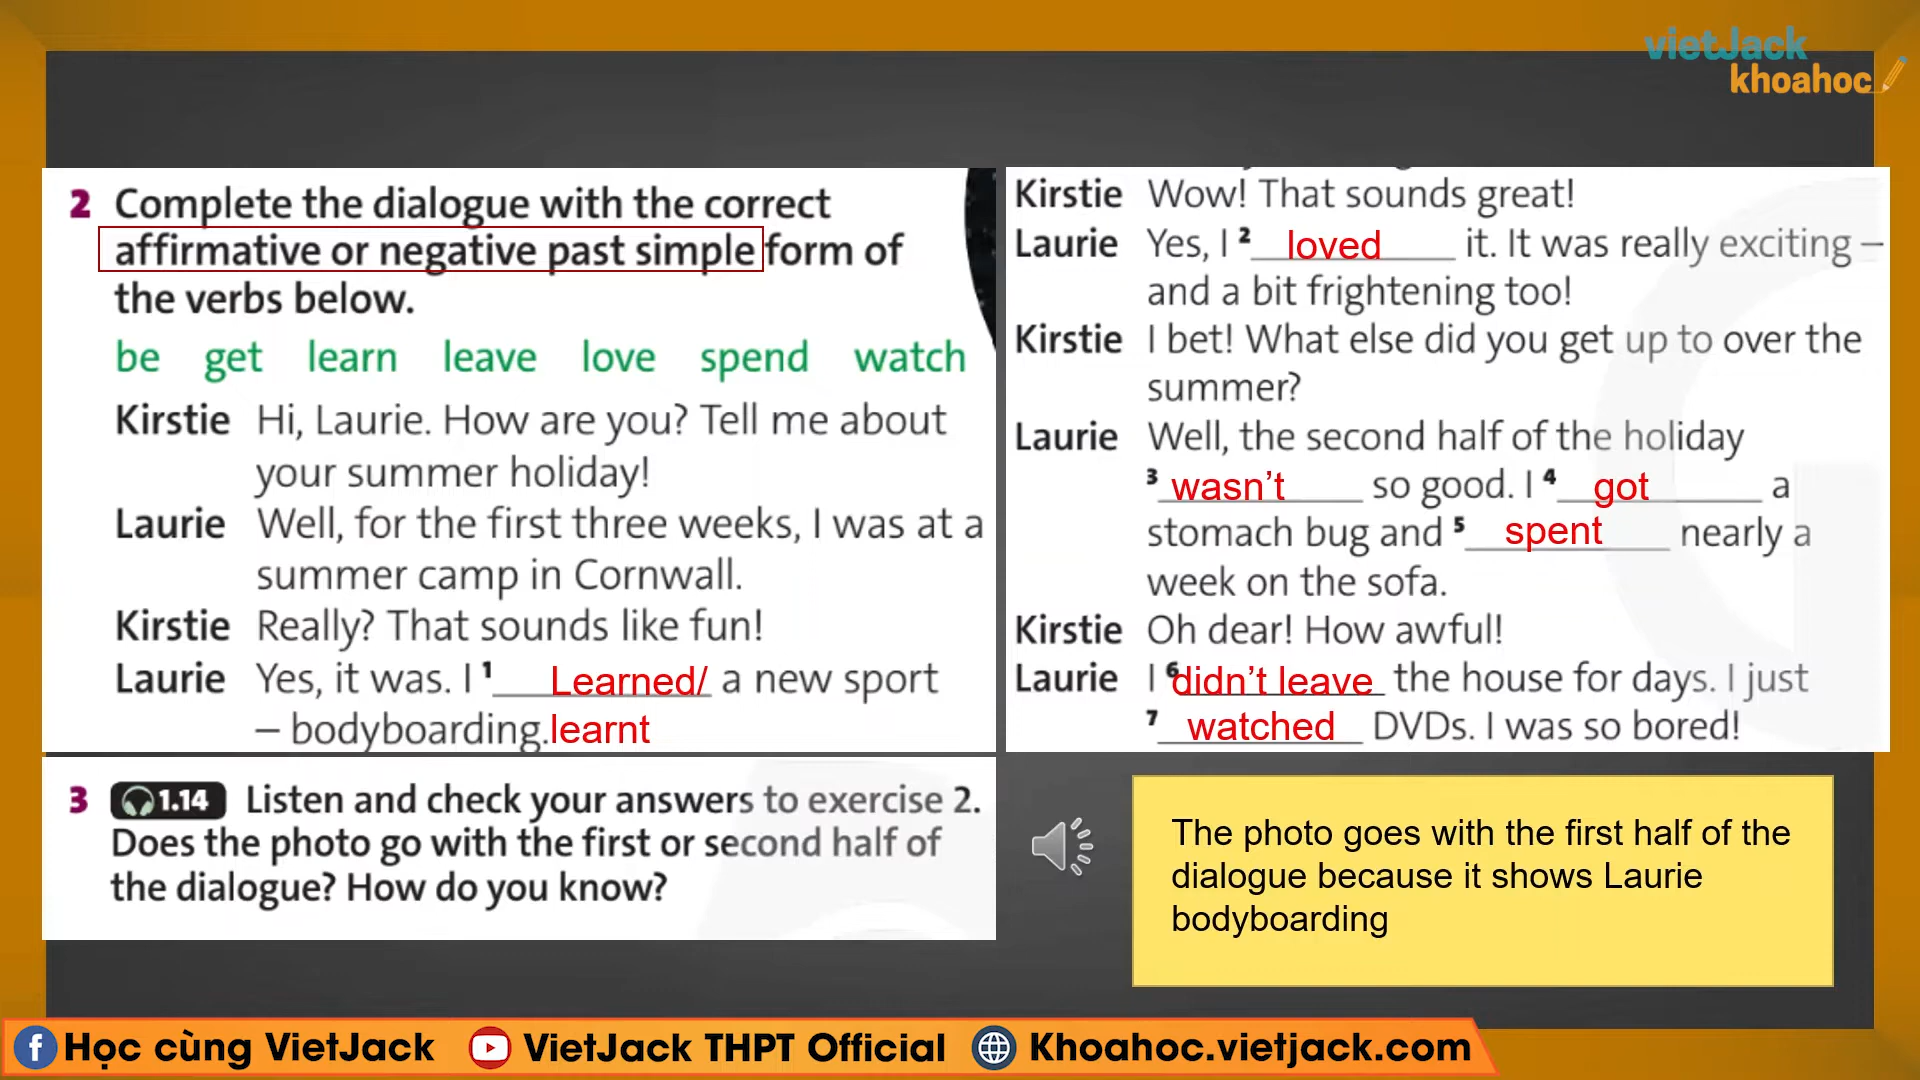 vietJack
khoahoc
2 Complete the dialogue with the correct
affirmative or negative past simple form of
the verbs below.
be get learn leave love spend watch
Kirstie Hi, Laurie. How are you? Tell me about
your summer holiday!
Laurie Well, for the first three weeks, I was at a
summer camp in Cornwall.
Kirstie Really? That sounds like fun!
Laurie Yes, it was. I 1 Learned/ a new sport
– bodyboarding. learnt
Kirstie Wow! That sounds great!
Laurie Yes, I 2 loved it. It was really exciting –
and a bit frightening too!
Kirstie I bet! What else did you get up to over the
summer?
Laurie Well, the second half of the holiday
3 wasn't so good. I 4 got a
stomach bug and 5 spent nearly a
week on the sofa.
Kirstie Oh dear! How awful!
Laurie I 6 didn't leave the house for days. I just
7 watched DVDs. I was so bored!
3 1.14 Listen and check your answers to exercise 2.
Does the photo go with the first or second half of
the dialogue? How do you know?
The photo goes with the first half of the
dialogue because it shows Laurie
bodyboarding
Học cùng VietJack VietJack THPT Official Khoahoc.vietjack.com